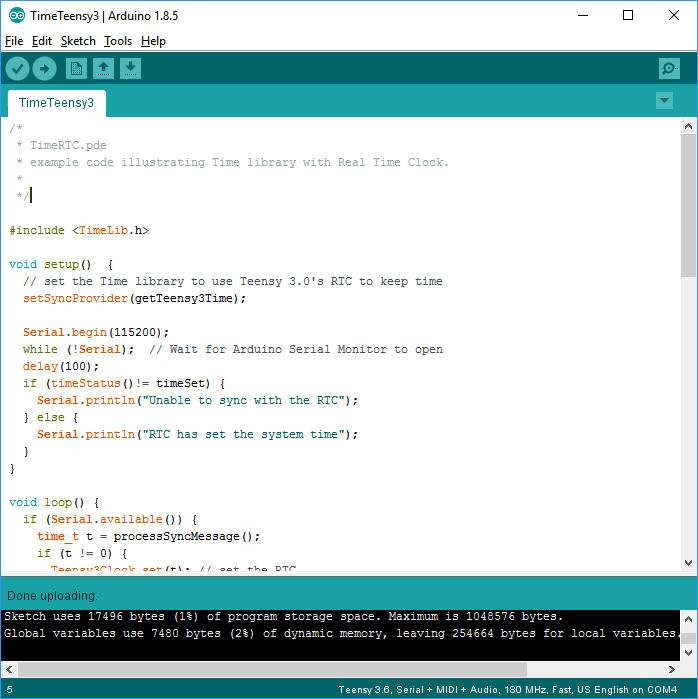 TimeTeensy3 | Arduino 1.8.5
File Edit Sketch Tools Help
TimeTeensy3
/*
 * TimeRTC.pde
 * example code illustrating Time library with Real Time Clock.
 *
 */
#include <TimeLib.h>
void setup()  {
  // set the Time library to use Teensy 3.0's RTC to keep time
  setSyncProvider(getTeensy3Time);
  Serial.begin(115200);
  while (!Serial);  // Wait for Arduino Serial Monitor to open
  delay(100);
  if (timeStatus()!= timeSet) {
    Serial.println("Unable to sync with the RTC");
  } else {
    Serial.println("RTC has set the system time");
  }
}
void loop() {
  if (Serial.available()) {
    time_t t = processSyncMessage();
    if (t != 0) {
      Teensy3Clock.set(t); // set the RTC
Done uploading.
Sketch uses 17496 bytes (1%) of program storage space. Maximum is 1048576 bytes.
Global variables use 7480 bytes (2%) of dynamic memory, leaving 254664 bytes for local variables.
5 Teensy 3.6, Serial + MIDI + Audio, 180 MHz, Fast, US English on COM4